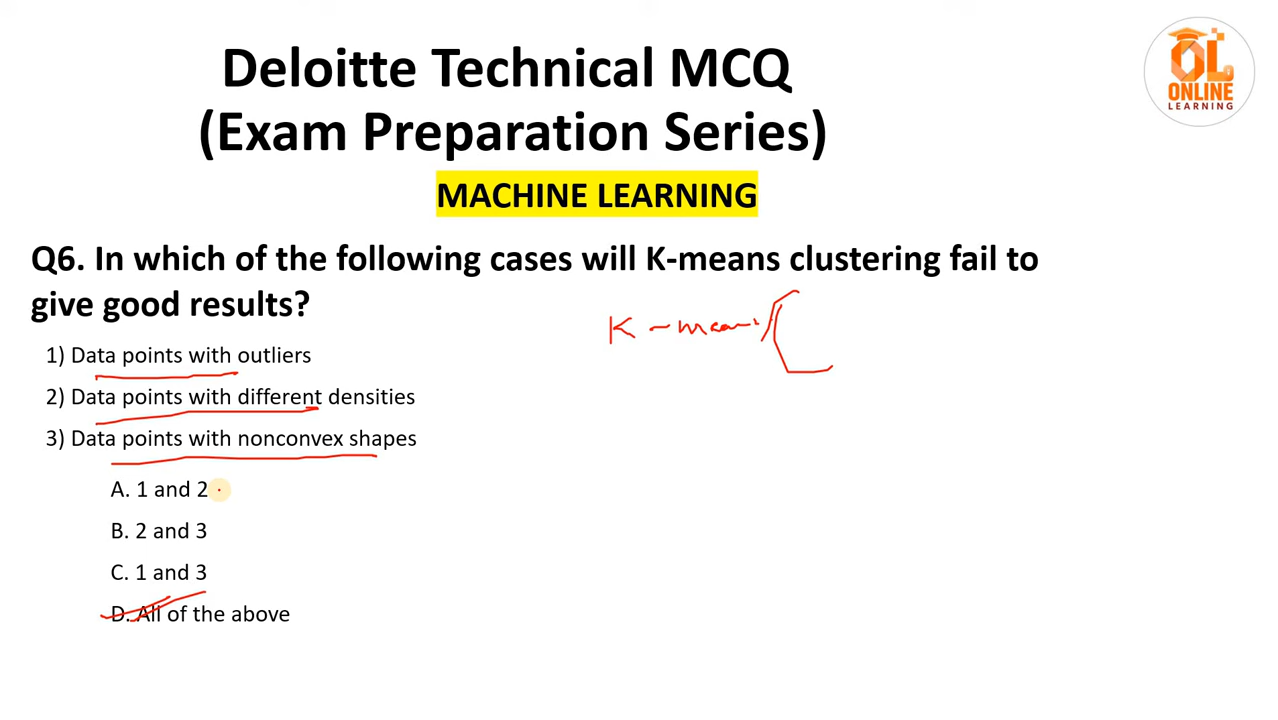 Deloitte Technical MCQ
(Exam Preparation Series)
OL
ONLINE
LEARNING
MACHINE LEARNING
Q6. In which of the following cases will K-means clustering fail to
give good results?
K-means
1) Data points with outliers
2) Data points with different densities
3) Data points with nonconvex shapes
A. 1 and 2
B. 2 and 3
C. 1 and 3
D. All of the above